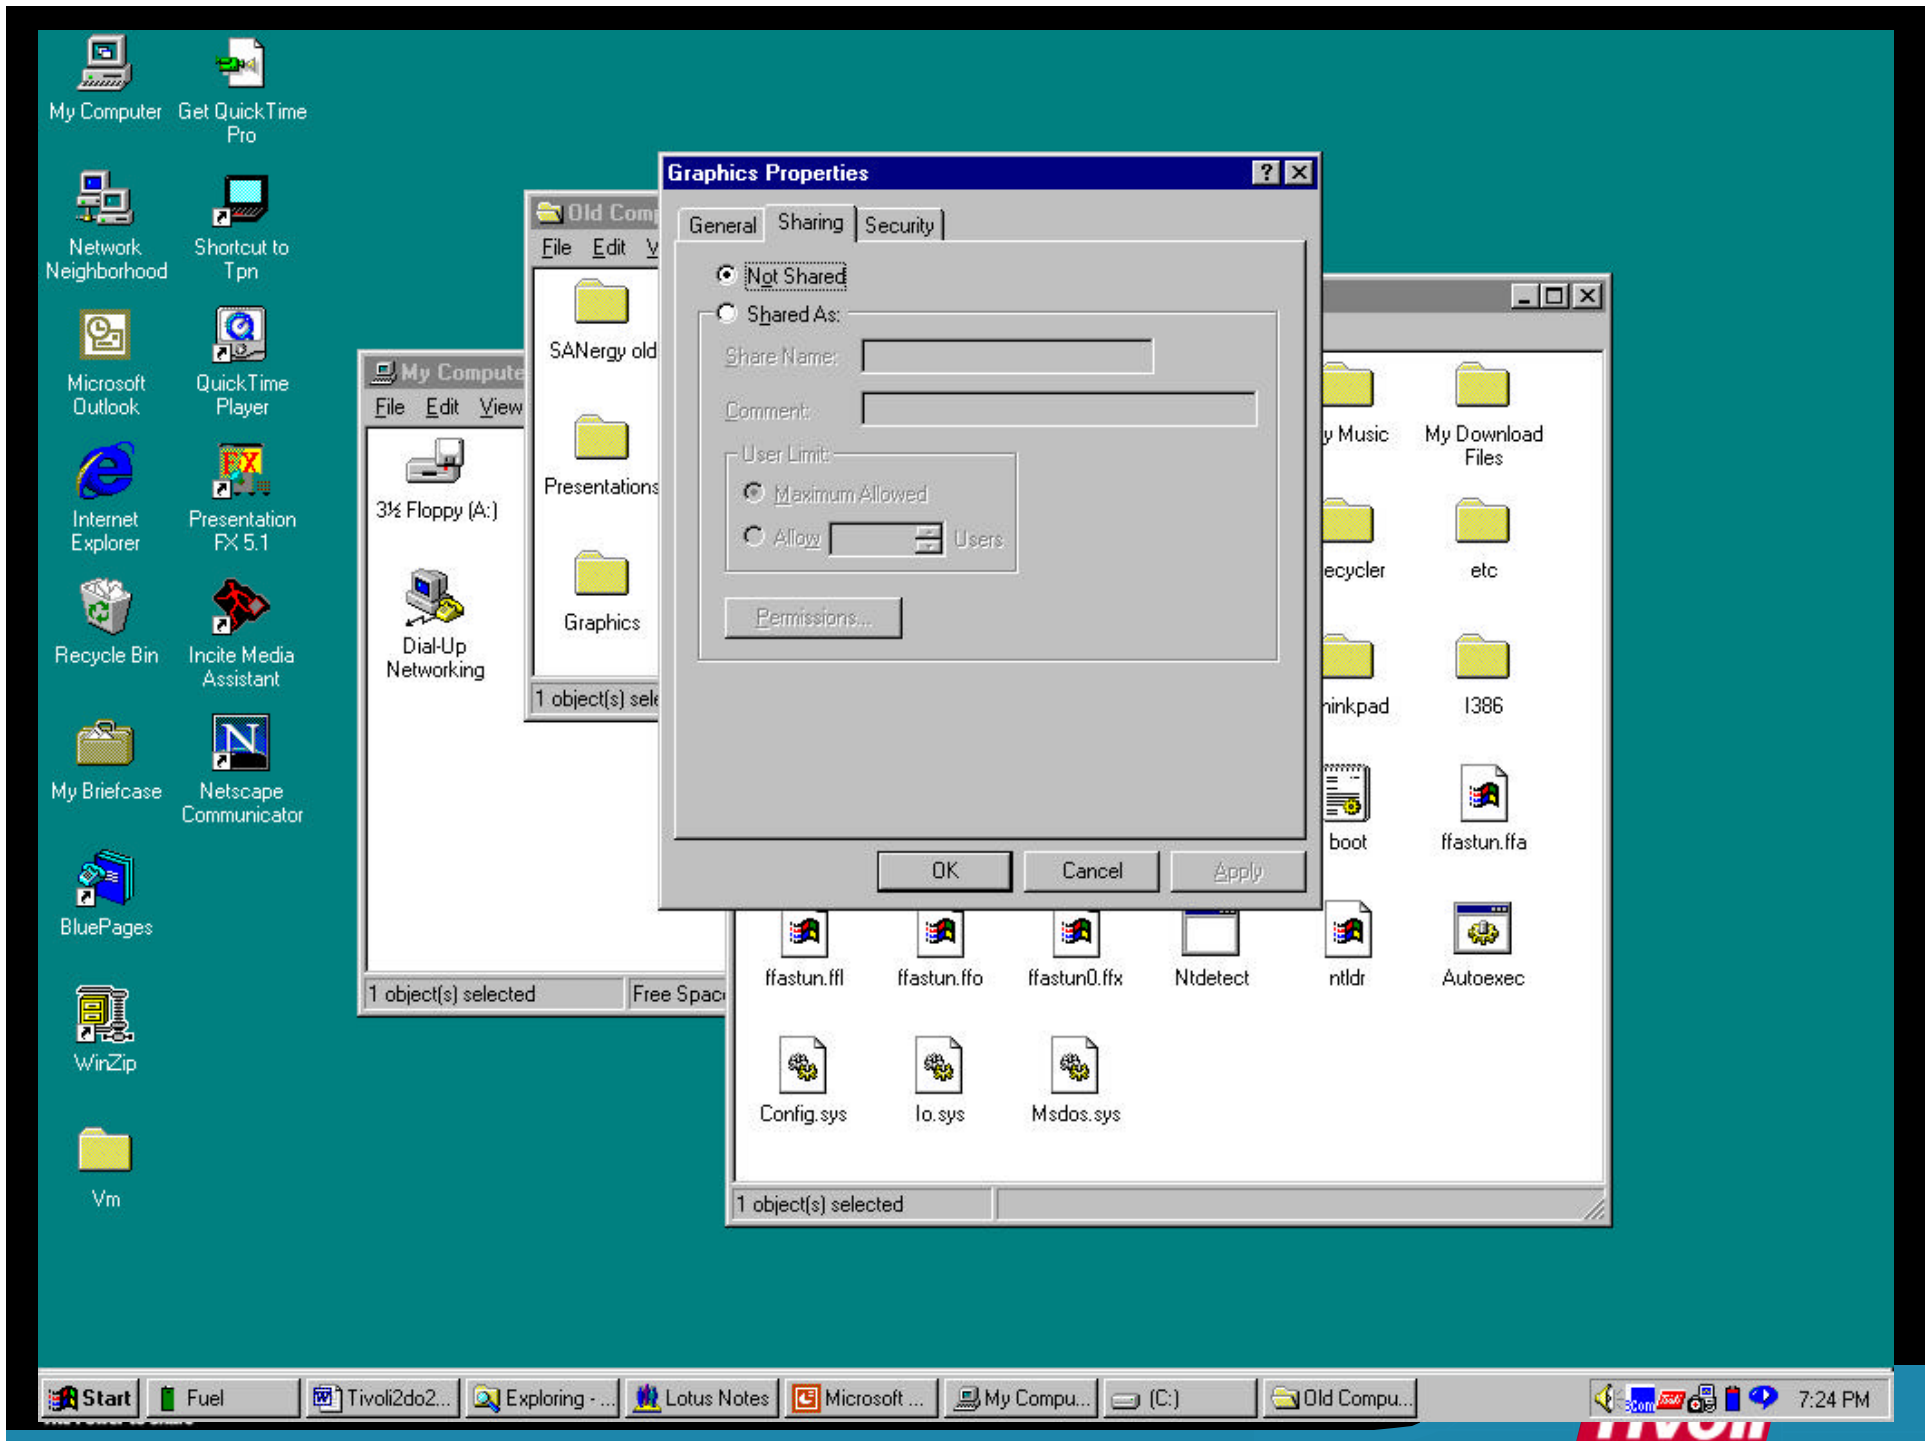 My Computer
Get QuickTime
Pro
Network
Neighborhood
Shortcut to
Tpn
Microsoft
Outlook
QuickTime
Player
Internet
Explorer
Presentation
FX 5.1
Recycle Bin
Incite Media
Assistant
My Briefcase
Netscape
Communicator
BluePages
WinZip
Vm
My Compute
File Edit View
3½ Floppy (A:)
Dial-Up
Networking
1 object(s) selected
Free Spac
Old Comp
File Edit V
SANergy old
Presentations
Graphics
1 object(s) sele
Graphics Properties
General Sharing Security
Not Shared
Shared As:
Share Name:
Comment:
User Limit:
Maximum Allowed
Allow Users
Permissions...
OK Cancel Apply
y Music
My Download
Files
ecycler
etc
hinkpad
I386
boot
ffastun.ffa
ffastun.ffl
ffastun.ffo
ffastun0.ffx
Ntdetect
ntldr
Autoexec
Config.sys
Io.sys
Msdos.sys
1 object(s) selected
Start
Fuel
Tivoli2do2...
Exploring - ...
Lotus Notes
Microsoft ...
My Compu...
(C:)
Old Compu...
3Com
7:24 PM
Tivoli